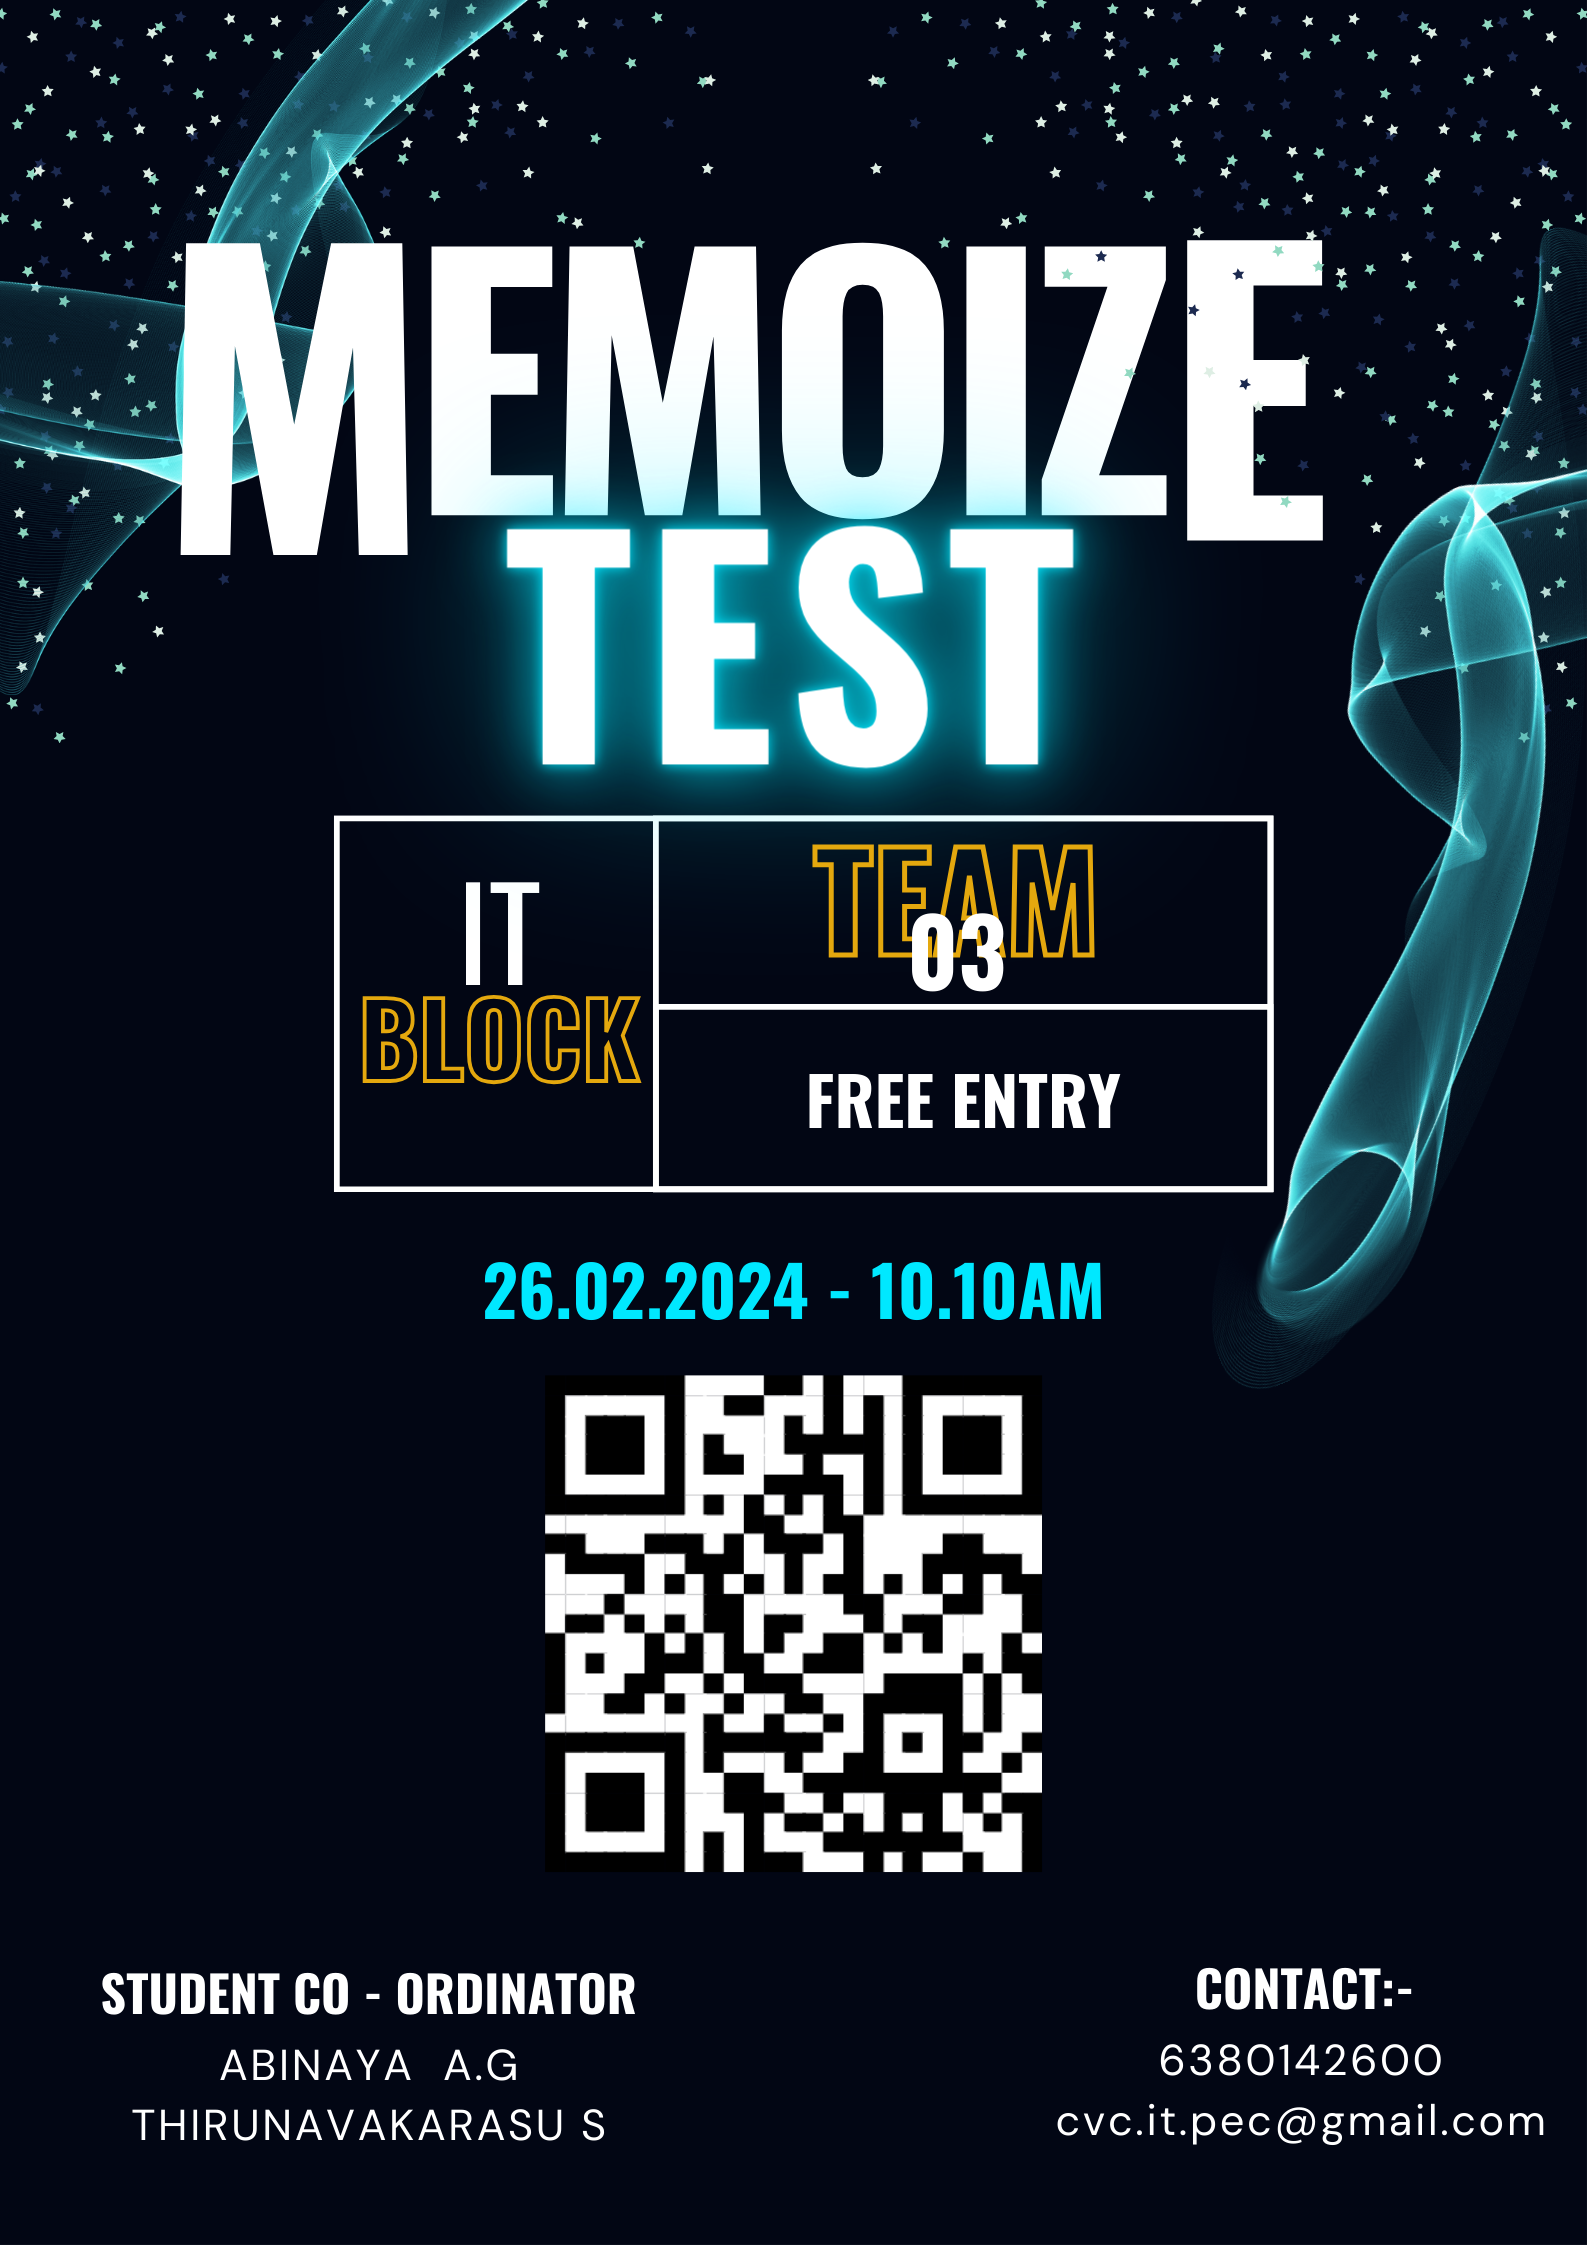 MEMOIZE
TEST
IT
BLOCK
TEAM
03
FREE ENTRY
26.02.2024 - 10.10AM
STUDENT CO - ORDINATOR
ABINAYA A.G
THIRUNAVAKARASU S
CONTACT:-
6380142600
cvc.it.pec@gmail.com